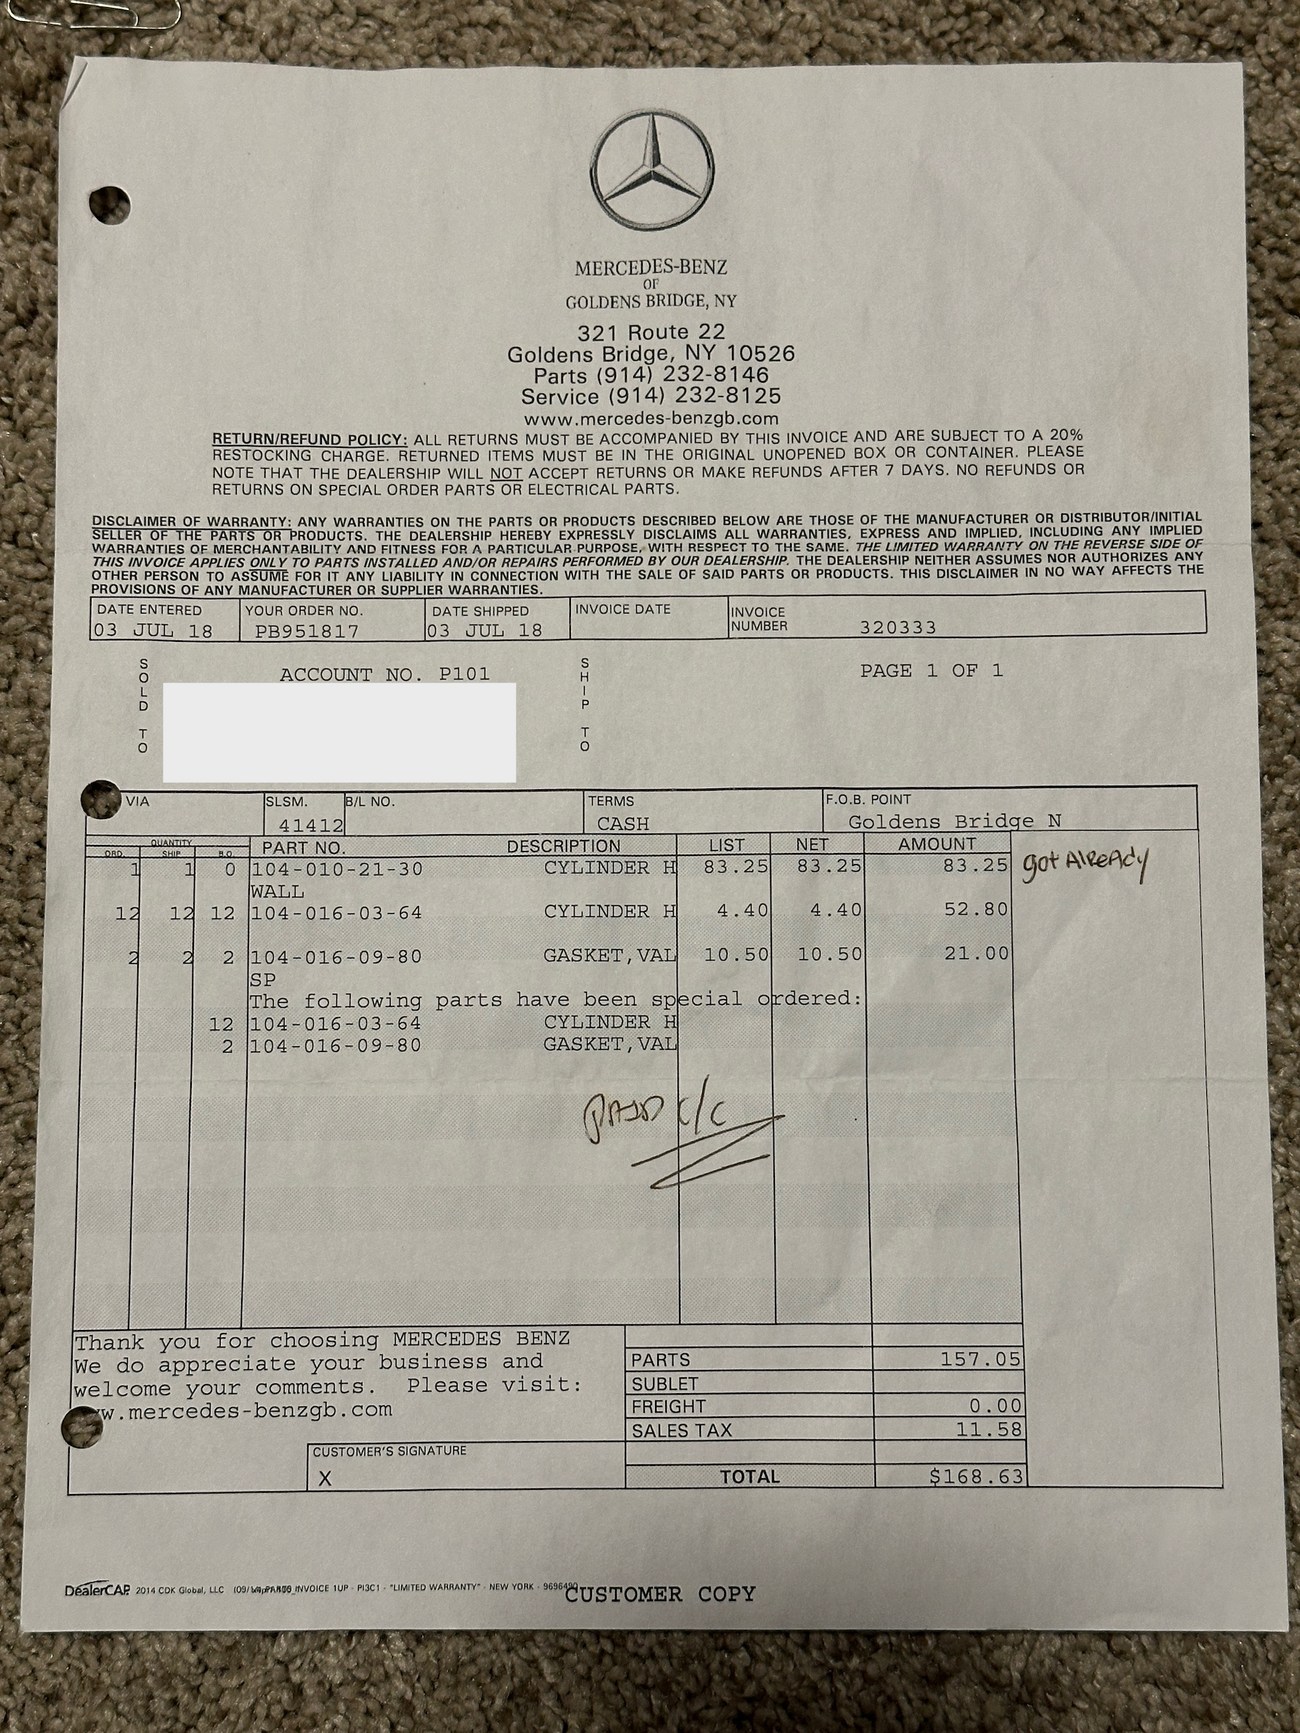 MERCEDES-BENZ
OF
GOLDENS BRIDGE, NY
321 Route 22
Goldens Bridge, NY 10526
Parts (914) 232-8146
Service (914) 232-8125
www.mercedes-benzgb.com
RETURN/REFUND POLICY: ALL RETURNS MUST BE ACCOMPANIED BY THIS INVOICE AND ARE SUBJECT TO A 20%
RESTOCKING CHARGE. RETURNED ITEMS MUST BE IN THE ORIGINAL UNOPENED BOX OR CONTAINER. PLEASE
NOTE THAT THE DEALERSHIP WILL NOT ACCEPT RETURNS OR MAKE REFUNDS AFTER 7 DAYS. NO REFUNDS OR
RETURNS ON SPECIAL ORDER PARTS OR ELECTRICAL PARTS.
DISCLAIMER OF WARRANTY: ANY WARRANTIES ON THE PARTS OR PRODUCTS DESCRIBED BELOW ARE THOSE OF THE MANUFACTURER OR DISTRIBUTOR/INITIAL
SELLER OF THE PARTS OR PRODUCTS. THE DEALERSHIP HEREBY EXPRESSLY DISCLAIMS ALL WARRANTIES, EXPRESS AND IMPLIED, INCLUDING ANY IMPLIED
WARRANTIES OF MERCHANTABILITY AND FITNESS FOR A PARTICULAR PURPOSE, WITH RESPECT TO THE SAME. THE LIMITED WARRANTY ON THE REVERSE SIDE OF
THIS INVOICE APPLIES ONLY TO PARTS INSTALLED AND/OR REPAIRS PERFORMED BY OUR DEALERSHIP. THE DEALERSHIP NEITHER ASSUMES NOR AUTHORIZES ANY
OTHER PERSON TO ASSUME FOR IT ANY LIABILITY IN CONNECTION WITH THE SALE OF SAID PARTS OR PRODUCTS. THIS DISCLAIMER IN NO WAY AFFECTS THE
PROVISIONS OF ANY MANUFACTURER OR SUPPLIER WARRANTIES.
DATE ENTERED YOUR ORDER NO. DATE SHIPPED INVOICE DATE INVOICE NUMBER
03 JUL 18 PB951817 03 JUL 18 320333
SOLD TO ACCOUNT NO. P101 SHIP TO PAGE 1 OF 1
VIA SLSM. B/L NO. TERMS F.O.B. POINT
41412 CASH Goldens Bridge N
QUANTITY
ORD. SHIP B.O. PART NO. DESCRIPTION LIST NET AMOUNT
1 1 0 104-010-21-30 CYLINDER H 83.25 83.25 83.25 got Already
WALL
12 12 12 104-016-03-64 CYLINDER H 4.40 4.40 52.80
2 2 2 104-016-09-80 GASKET,VAL 10.50 10.50 21.00
SP
The following parts have been special ordered:
12 104-016-03-64 CYLINDER H
2 104-016-09-80 GASKET,VAL
PAID C/C
Thank you for choosing MERCEDES BENZ
We do appreciate your business and
welcome your comments. Please visit:
w.mercedes-benzgb.com
PARTS 157.05
SUBLET
FREIGHT 0.00
SALES TAX 11.58
TOTAL $168.63
CUSTOMER'S SIGNATURE
X
DealerCAP 2014 CDK Global, LLC INVOICE 1UP - PI3C1 - "LIMITED WARRANTY" - NEW YORK
CUSTOMER COPY